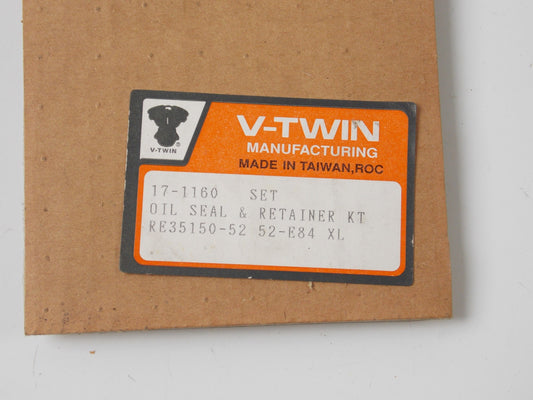 V-TWIN
®
V-TWIN
MANUFACTURING
MADE IN TAIWAN,ROC
17-1160 SET
OIL SEAL & RETAINER KT
RE35150-52 52-E84 XL